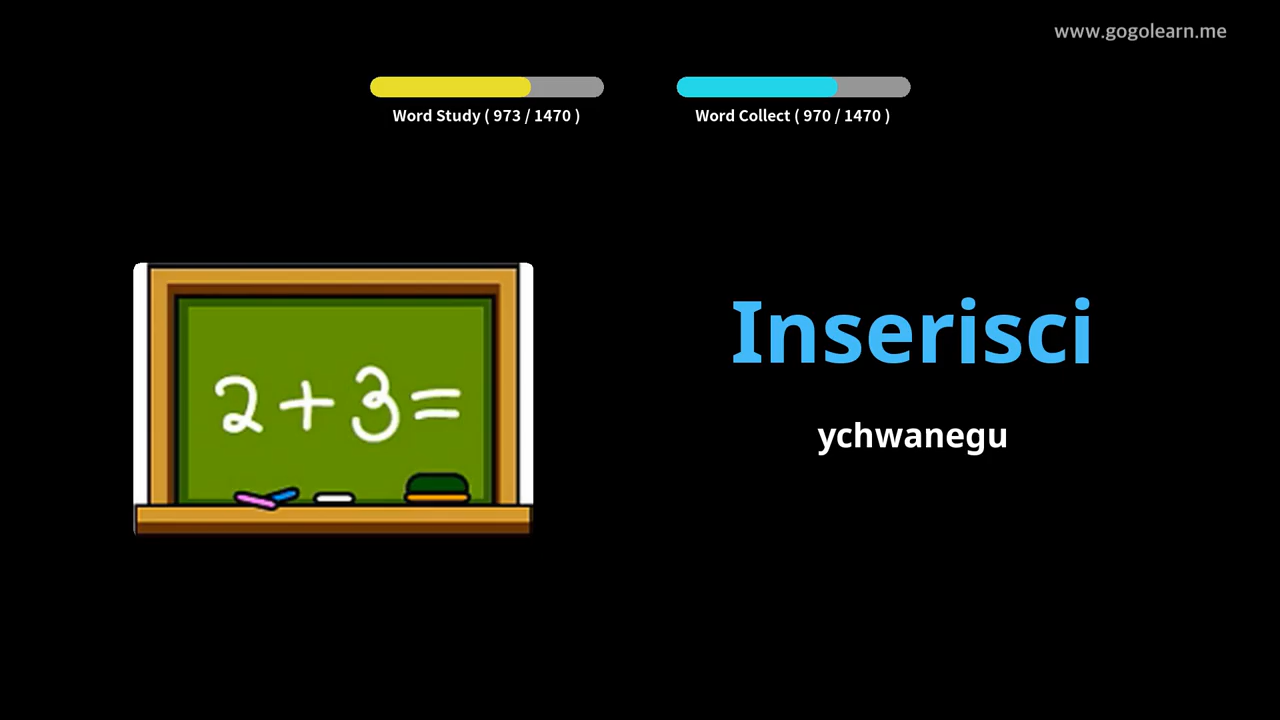 www.gogolearn.me
Word Study ( 973 / 1470 )
Word Collect ( 970 / 1470 )
2+3=
Inserisci
ychwanegu